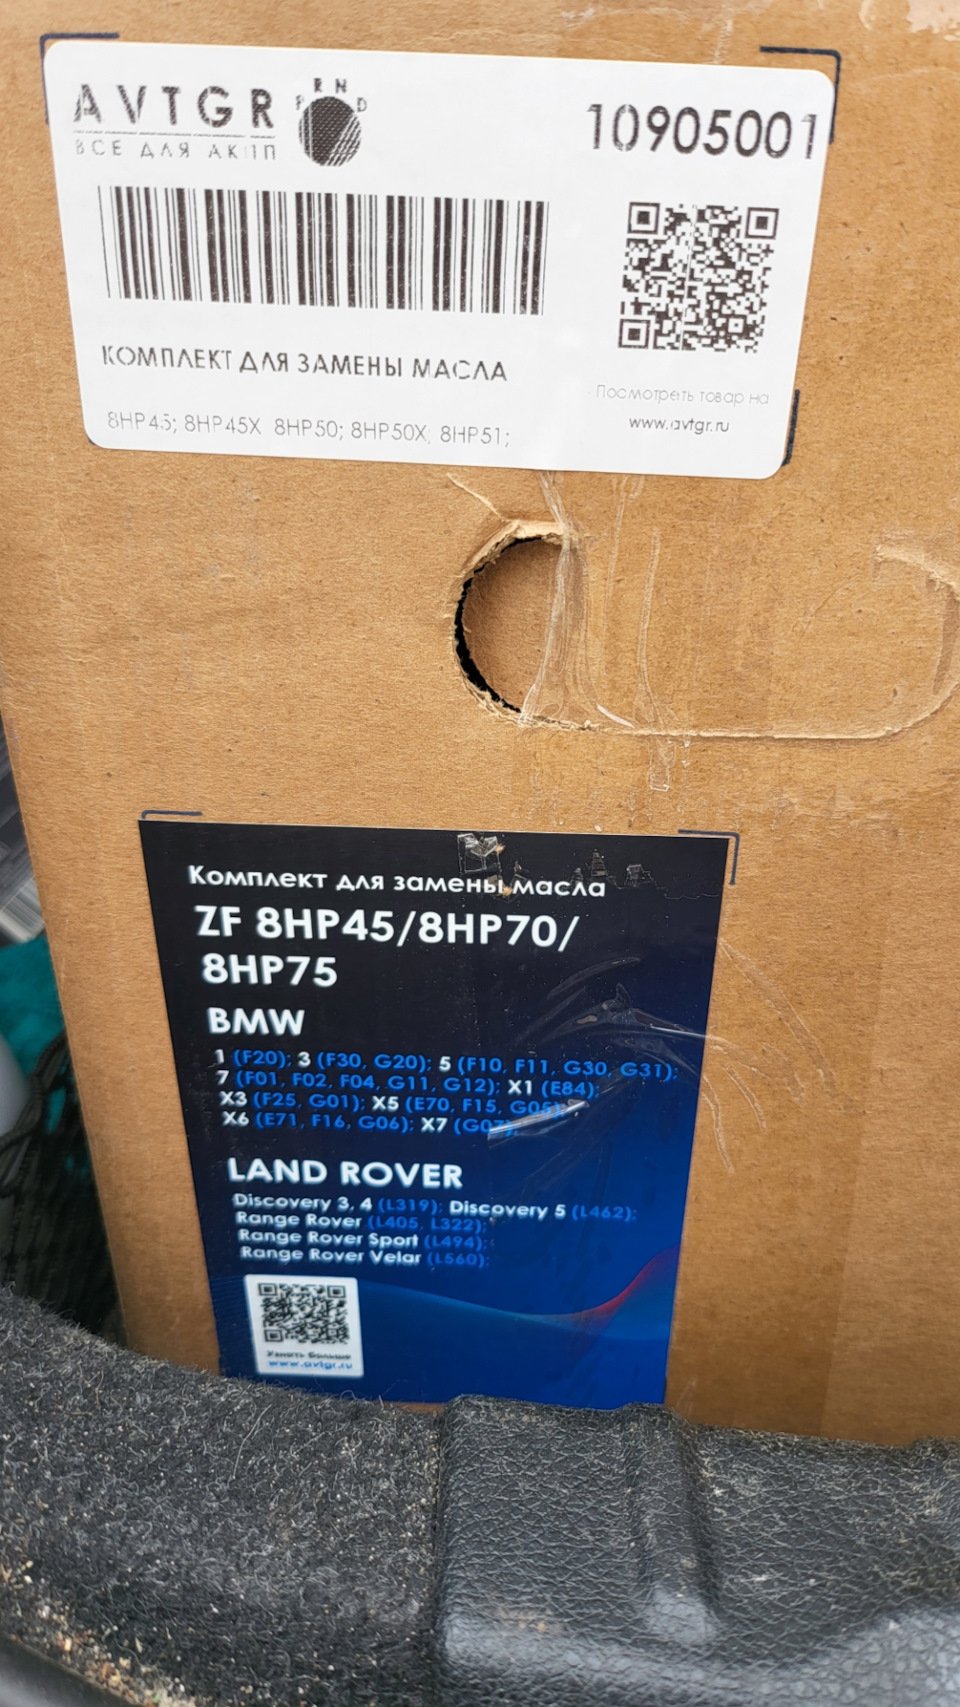 AVTGR
P R N D
ВСЕ ДЛЯ АКПП
10905001
КОМПЛЕКТ ДЛЯ ЗАМЕНЫ МАСЛА
8HP45; 8HP45X 8HP50; 8HP50X; 8HP51;
Посмотреть товар на
www.avtgr.ru
Комплект для замены масла
ZF 8HP45/8HP70/
8HP75
BMW
1 (F20); 3 (F30, G20); 5 (F10, F11, G30, G31);
7 (F01, F02, F04, G11, G12); X1 (E84);
X3 (F25, G01); X5 (E70, F15,
X6 (E71, F16, G06); X7 (G07);
LAND ROVER
Discovery 3, 4 (L319); Discovery 5 (L462);
Range Rover (L405, L322);
Range Rover Sport (L494);
Range Rover Velar (L560);
Узнать больше
www.avtgr.ru